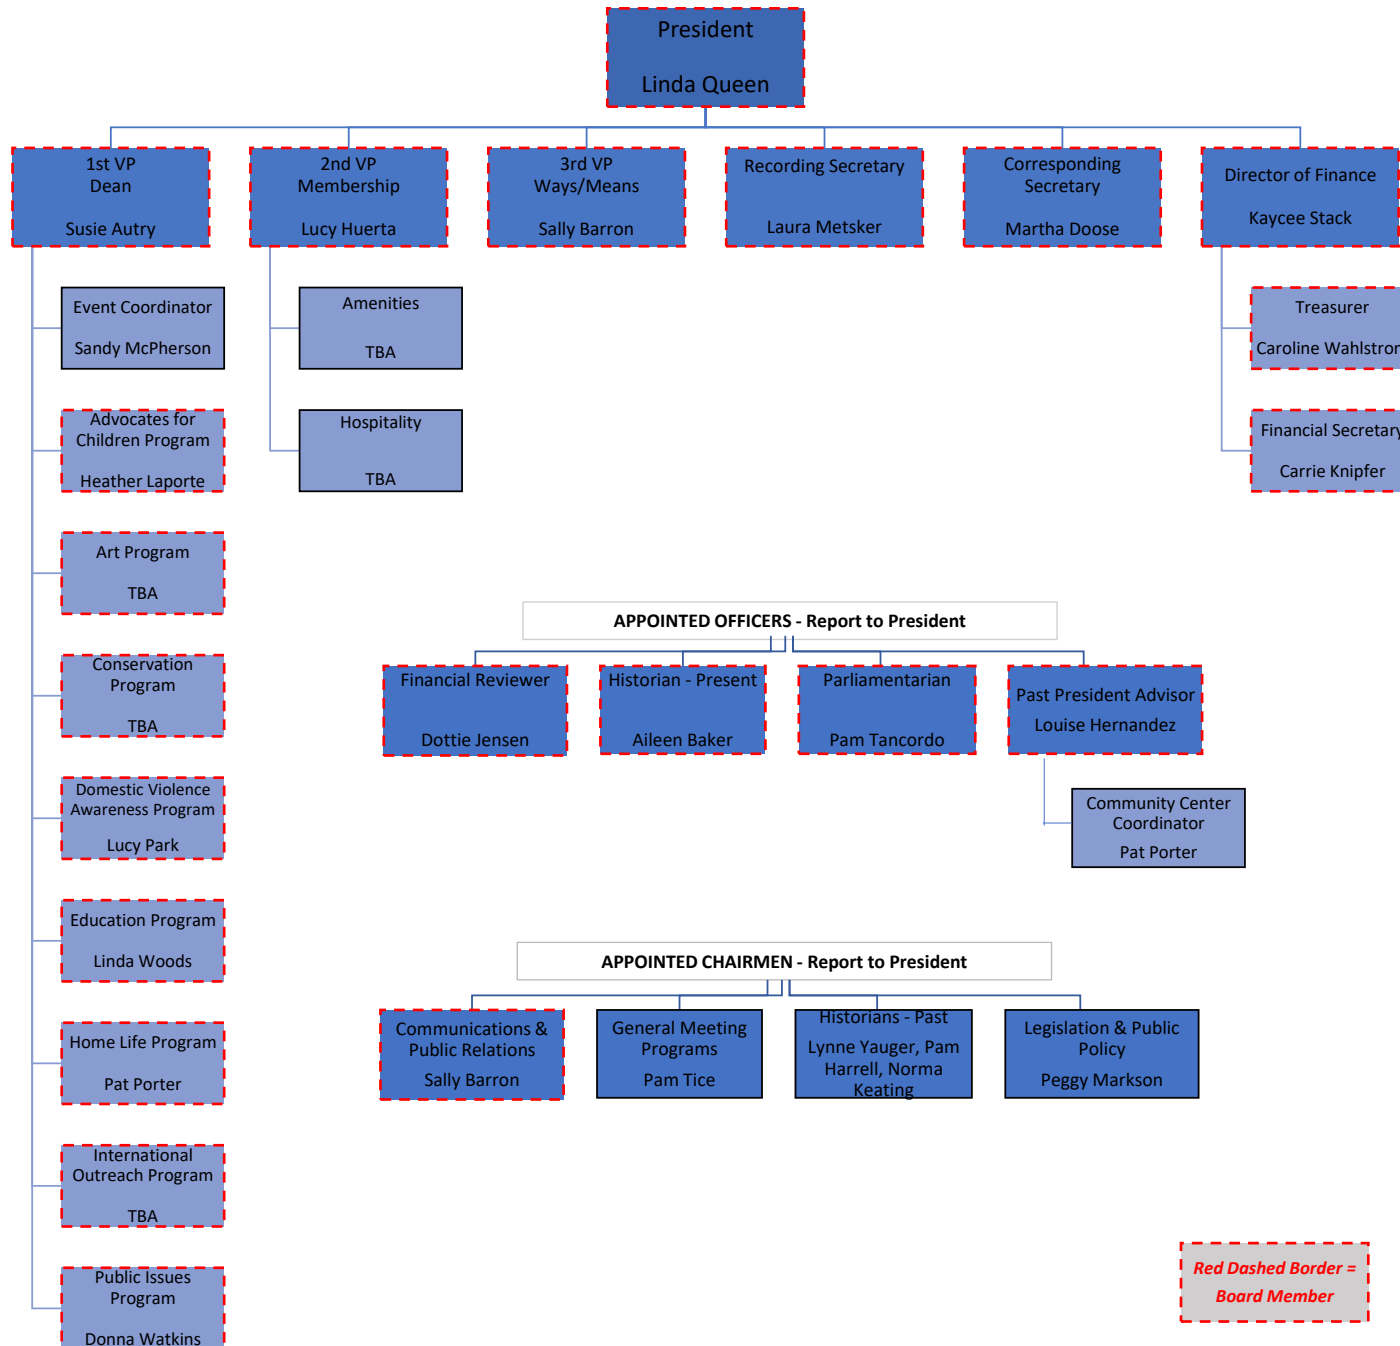 President
Linda Queen
1st VP
Dean
Susie Autry
2nd VP
Membership
Lucy Huerta
3rd VP
Ways/Means
Sally Barron
Recording Secretary
Laura Metsker
Corresponding
Secretary
Martha Doose
Director of Finance
Kaycee Stack
Event Coordinator
Sandy McPherson
Advocates for
Children Program
Heather Laporte
Art Program
TBA
Conservation
Program
TBA
Domestic Violence
Awareness Program
Lucy Park
Education Program
Linda Woods
Home Life Program
Pat Porter
International
Outreach Program
TBA
Public Issues
Program
Donna Watkins
Amenities
TBA
Hospitality
TBA
Treasurer
Caroline Wahlstrom
Financial Secretary
Carrie Knipfer
APPOINTED OFFICERS - Report to President
Financial Reviewer
Dottie Jensen
Historian - Present
Aileen Baker
Parliamentarian
Pam Tancordo
Past President Advisor
Louise Hernandez
Community Center
Coordinator
Pat Porter
APPOINTED CHAIRMEN - Report to President
Communications &
Public Relations
Sally Barron
General Meeting
Programs
Pam Tice
Historians - Past
Lynne Yauger, Pam
Harrell, Norma
Keating
Legislation & Public
Policy
Peggy Markson
Red Dashed Border =
Board Member